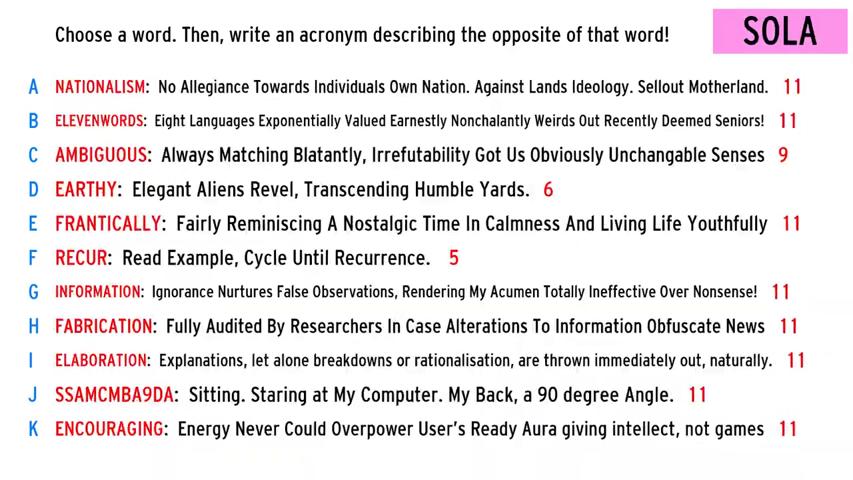 Choose a word. Then, write an acronym describing the opposite of that word!
SOLA
A NATIONALISM: No Allegiance Towards Individuals Own Nation. Against Lands Ideology. Sellout Motherland. 11
B ELEVENWORDS: Eight Languages Exponentially Valued Earnestly Nonchalantly Weirds Out Recently Deemed Seniors! 11
C AMBIGUOUS: Always Matching Blatantly, Irrefutability Got Us Obviously Unchangable Senses 9
D EARTHY: Elegant Aliens Revel, Transcending Humble Yards. 6
E FRANTICALLY: Fairly Reminiscing A Nostalgic Time In Calmness And Living Life Youthfully 11
F RECUR: Read Example, Cycle Until Recurrence. 5
G INFORMATION: Ignorance Nurtures False Observations, Rendering My Acumen Totally Ineffective Over Nonsense! 11
H FABRICATION: Fully Audited By Researchers In Case Alterations To Information Obfuscate News 11
I ELABORATION: Explanations, let alone breakdowns or rationalisation, are thrown immediately out, naturally. 11
J SSAMCMBA9DA: Sitting. Staring at My Computer. My Back, a 90 degree Angle. 11
K ENCOURAGING: Energy Never Could Overpower User's Ready Aura giving intellect, not games 11